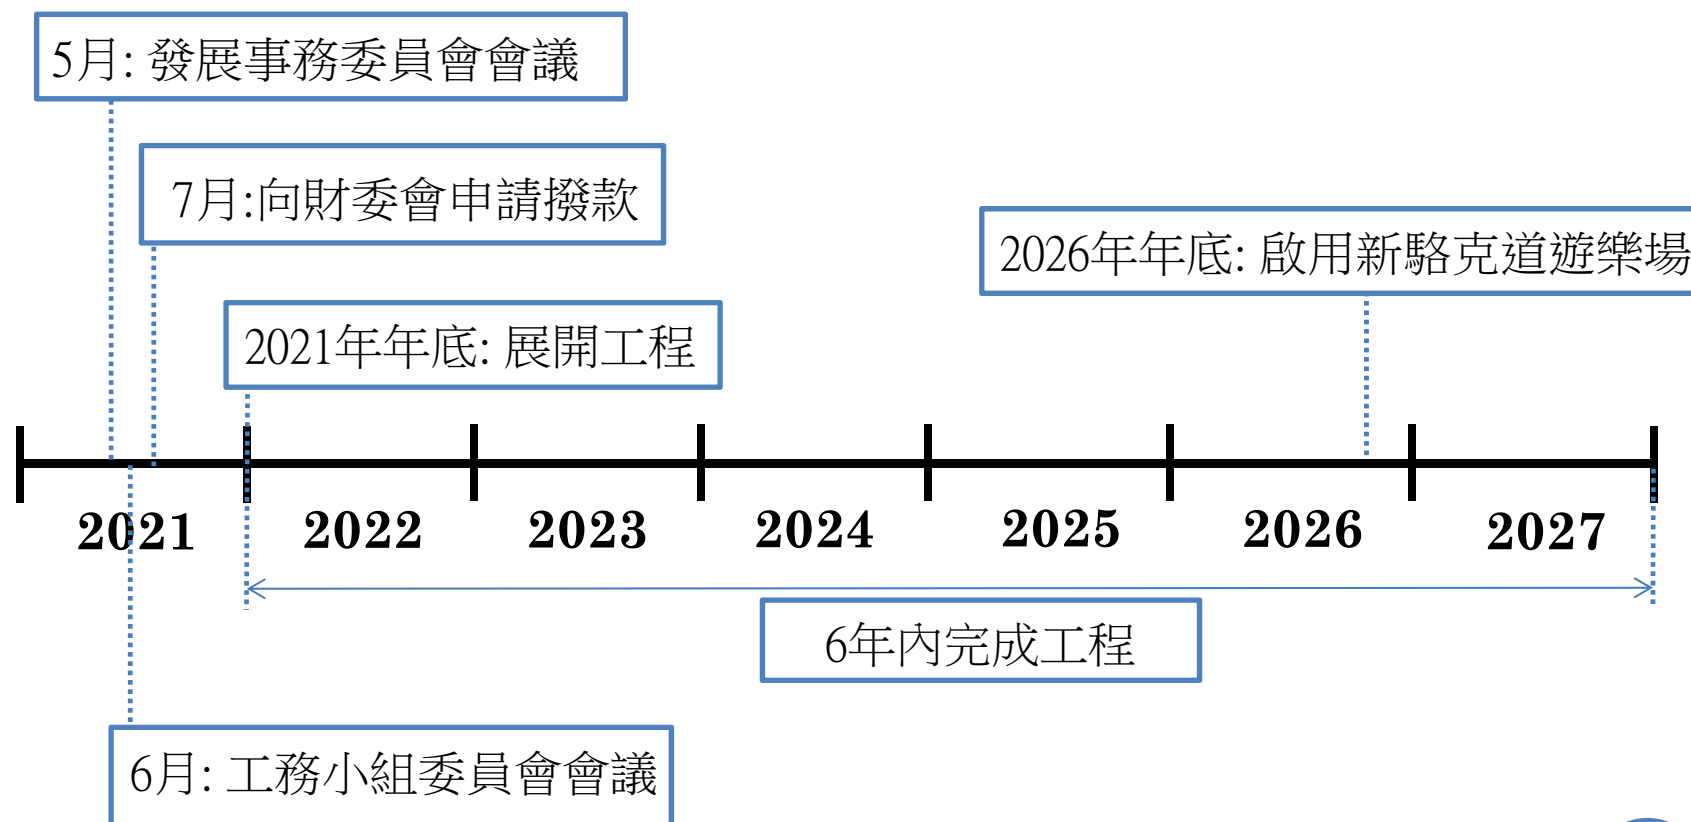 5月: 發展事務委員會會議
7月:向財委會申請撥款
2026年年底: 啟用新駱克道遊樂場
2021年年底: 展開工程
2021 2022 2023 2024 2025 2026 2027
6年內完成工程
6月: 工務小組委員會會議